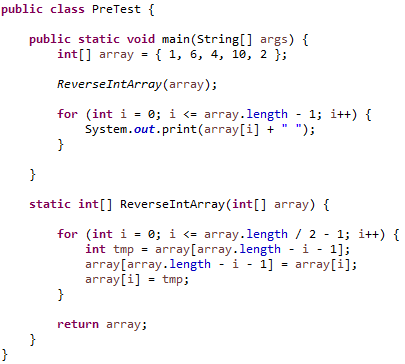 public class PreTest {
public static void main(String[] args) {
int[] array = { 1, 6, 4, 10, 2 };
ReverseIntArray(array);
for (int i = 0; i <= array.length - 1; i++) {
System.out.print(array[i] + " ");
}
}
static int[] ReverseIntArray(int[] array) {
for (int i = 0; i <= array.length / 2 - 1; i++) {
int tmp = array[array.length - i - 1];
array[array.length - i - 1] = array[i];
array[i] = tmp;
}
return array;
}
}